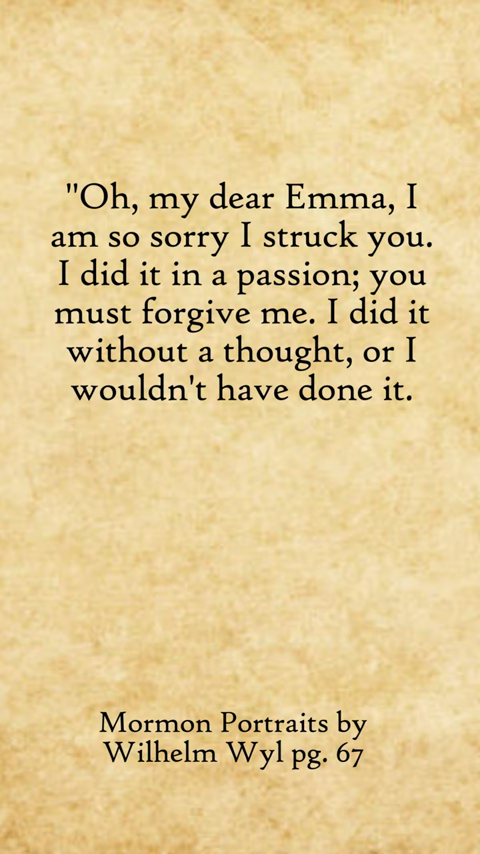 "Oh, my dear Emma, I
am so sorry I struck you.
I did it in a passion; you
must forgive me. I did it
without a thought, or I
wouldn't have done it.
Mormon Portraits by
Wilhelm Wyl pg. 67